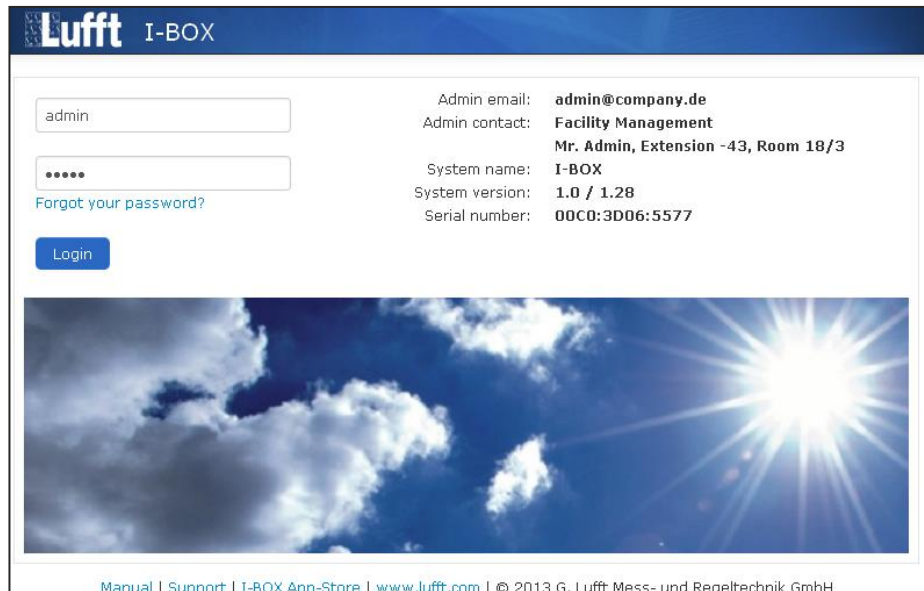 Lufft I-BOX
admin
•••••
Forgot your password?
Login
Admin email: admin@company.de
Admin contact: Facility Management
Mr. Admin, Extension -43, Room 18/3
System name: I-BOX
System version: 1.0 / 1.28
Serial number: 00C0:3D06:5577
Manual | Support | I-BOX App-Store | www.lufft.com | © 2013 G. Lufft Mess- und Regeltechnik GmbH